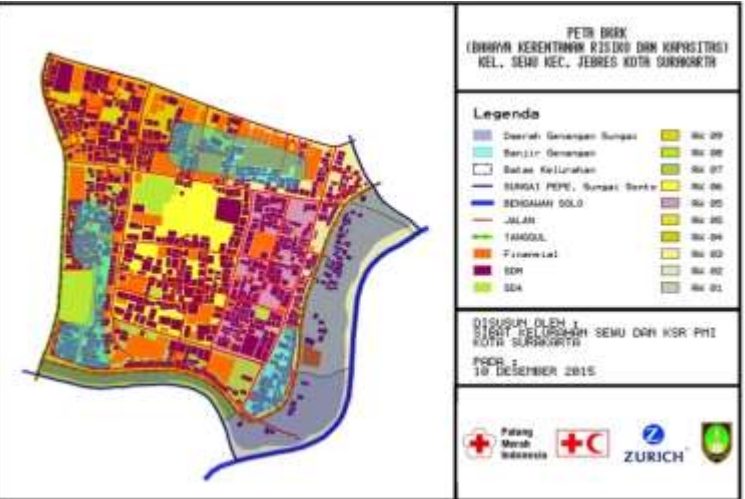 PETA BKRK
(BAHAYA KERENTANAN RISIKO DAN KAPASITAS)
KEL. SEWU KEC. JEBRES KOTA SURAKARTA
Legenda
Daerah Genangan Sungai
Banjir Genangan
Batas Kelurahan
SUNGAI PEPE, Sungai
BENGAWAN SOLO
JALAN
TANGGUL
Finansial
SDM
SDA
RW 09
RW 08
RW 07
RW 06
RW 05
RW 04
RW 03
RW 02
RW 01
DISUSUN OLEH :
SIBAT KELURAHAN SEWU DAN KSR PMI
KOTA SURAKARTA
PADA :
10 DESEMBER 2015
Palang
Merah
Indonesia
ZURICH